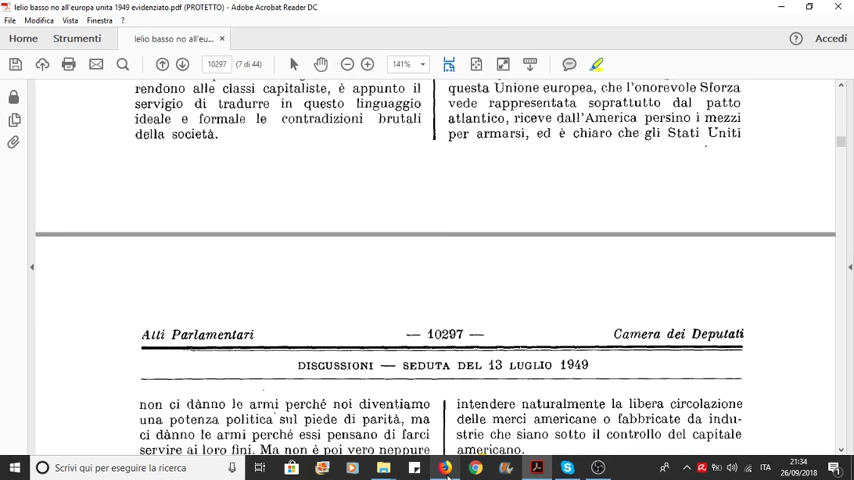 lelio basso no all'europa unita 1949 evidenziato.pdf (PROTETTO) - Adobe Acrobat Reader DC
File Modifica Vista Finestra ?
Home Strumenti lelio basso no all'eu... × ? Accedi
10297 (7 di 44) 141%
rendono alle classi capitaliste, è appunto il
servigio di tradurre in questo linguaggio
ideale e formale le contradizioni brutali
della società.
questa Unione europea, che l'onorevole Sforza
vede rappresentata soprattutto dal patto
atlantico, riceve dall'America persino i mezzi
per armarsi, ed è chiaro che gli Stati Uniti
Atti Parlamentari — 10297 — Camera dei Deputati
DISCUSSIONI — SEDUTA DEL 13 LUGLIO 1949
non ci dànno le armi perché noi diventiamo
una potenza politica sul piede di parità, ma
ci dànno le armi perché essi pensano di farci
servire ai loro fini. Ma non è poi vero neppure
intendere naturalmente la libera circolazione
delle merci americane o fabbricate da indu-
strie che siano sotto il controllo del capitale
americano.
Scrivi qui per eseguire la ricerca
ITA
21:34
26/09/2018